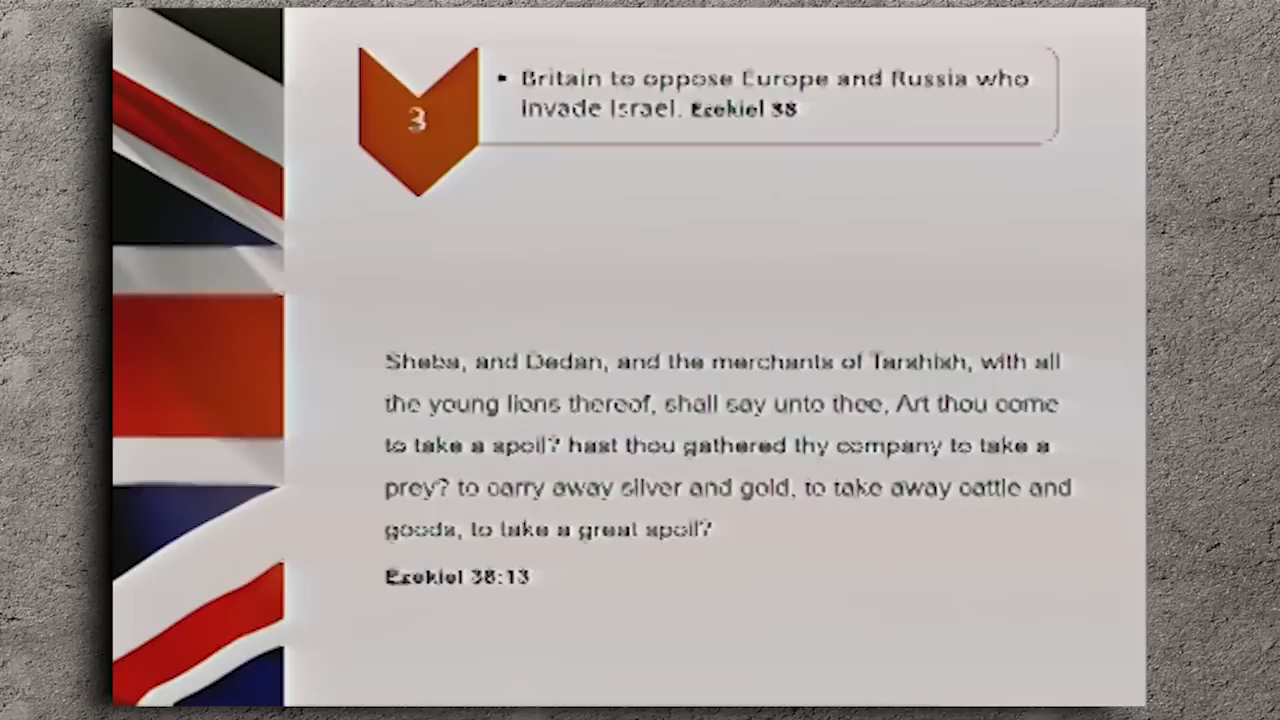 3
• Britain to oppose Europe and Russia who
invade Israel. Ezekiel 38
Sheba, and Dedan, and the merchants of Tarshish, with all
the young lions thereof, shall say unto thee, Art thou come
to take a spoil? hast thou gathered thy company to take a
prey? to carry away silver and gold, to take away cattle and
goods, to take a great spoil?
Ezekiel 38:13